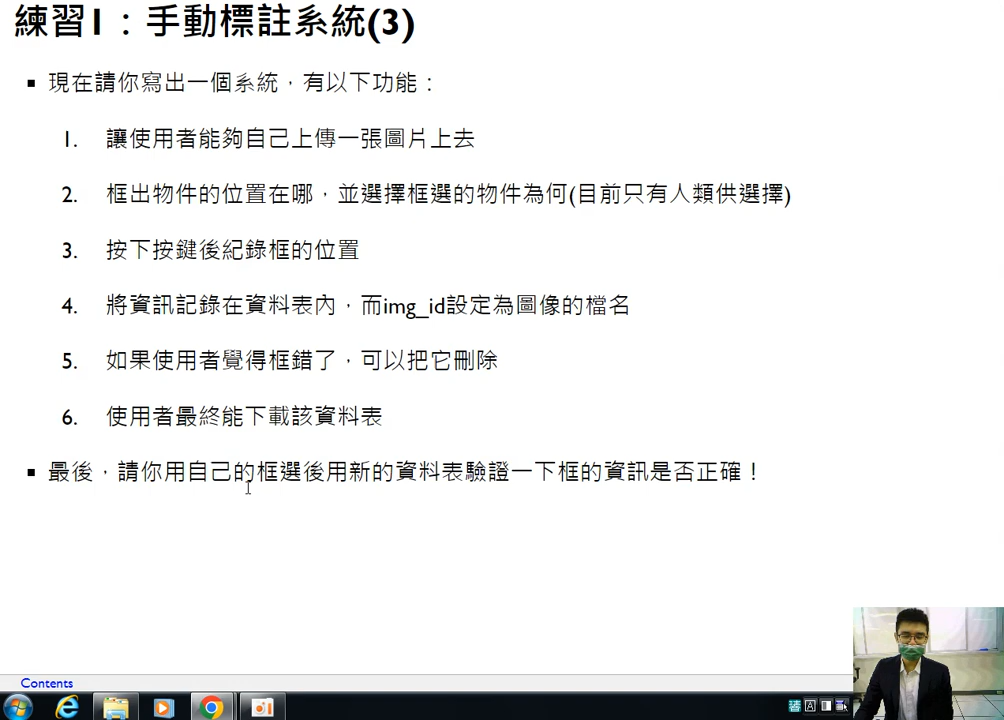 練習1：手動標註系統(3)
▪ 現在請你寫出一個系統，有以下功能：
1. 讓使用者能夠自己上傳一張圖片上去
2. 框出物件的位置在哪，並選擇框選的物件為何(目前只有人類供選擇)
3. 按下按鍵後紀錄框的位置
4. 將資訊記錄在資料表內，而img_id設定為圖像的檔名
5. 如果使用者覺得框錯了，可以把它刪除
6. 使用者最終能下載該資料表
▪ 最後，請你用自己的框選後用新的資料表驗證一下框的資訊是否正確！
Contents